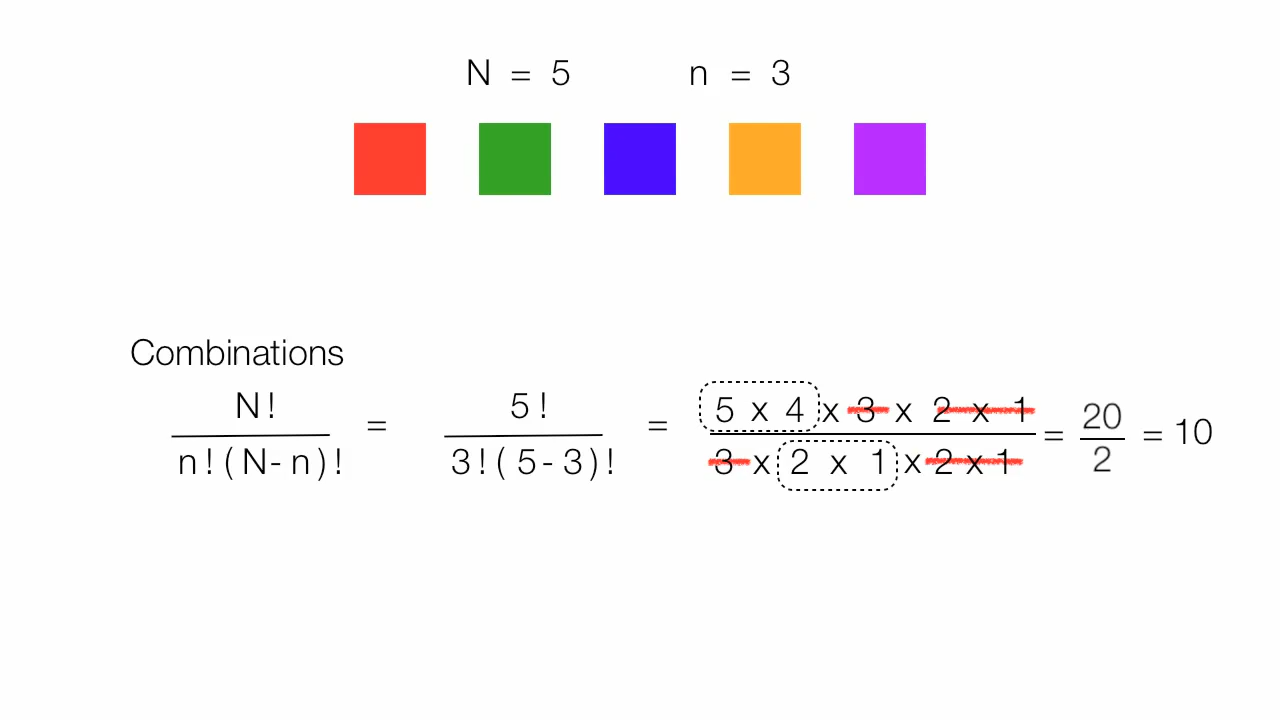 N = 5 n = 3
Combinations
N! = 5! = 5 x 4 x 3 x 2 x 1 = 20 = 10
n!(N-n)! 3!(5-3)! 3 x 2 x 1 x 2 x 1 2